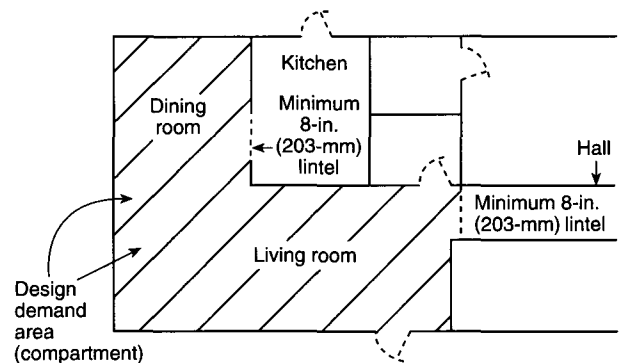 Kitchen
Dining
room
Minimum
8-in.
(203-mm)
lintel
Hall
Minimum 8-in.
(203-mm) lintel
Living room
Design
demand
area
(compartment)